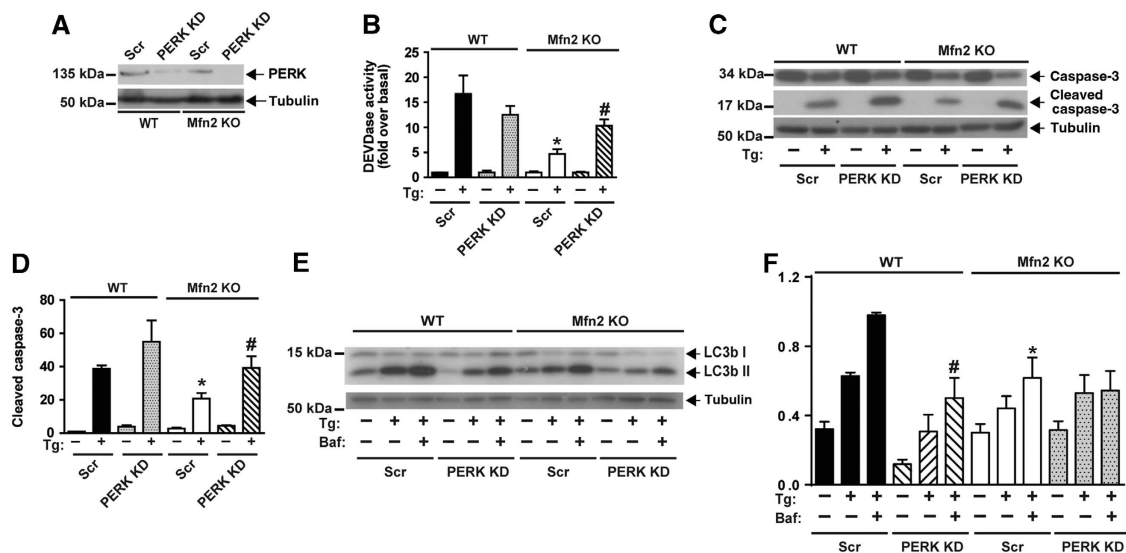 A
Scr
PERK KD
Scr
PERK KD
135 kDa
PERK
50 kDa
Tubulin
WT
Mfn2 KO
B
WT
Mfn2 KO
DEVDase activity
(fold over basal)
25
20
15
10
5
0
*
#
Tg: – + – + – + – +
Scr
PERK KD
Scr
PERK KD
C
WT
Mfn2 KO
34 kDa
Caspase-3
17 kDa
Cleaved
caspase-3
50 kDa
Tubulin
Tg: – + – + – + – +
Scr
PERK KD
Scr
PERK KD
D
WT
Mfn2 KO
Cleaved caspase-3
80
60
40
20
0
*
#
Tg: – + – + – + – +
Scr
PERK KD
Scr
PERK KD
E
WT
Mfn2 KO
15 kDa
LC3b I
LC3b II
50 kDa
Tubulin
Tg: – + + – + + – + + – + +
Baf: + + + +
Scr
PERK KD
Scr
PERK KD
F
WT
Mfn2 KO
1.2
0.8
0.4
0.0
#
*
Tg: – + + – + + – + + – + +
Baf: – – + – – + – – + – – +
Scr
PERK KD
Scr
PERK KD